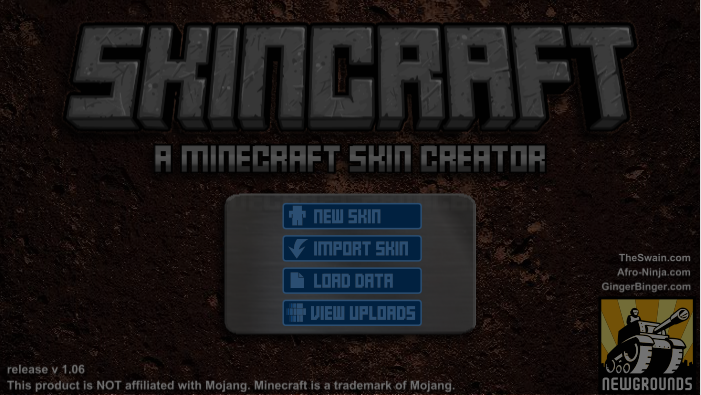 SKINCRAFT
A MINECRAFT SKIN CREATOR
NEW SKIN
IMPORT SKIN
LOAD DATA
VIEW UPLOADS
TheSwain.com
Afro-Ninja.com
GingerBinger.com
NEWGROUNDS
release v 1.06
This product is NOT affiliated with Mojang. Minecraft is a trademark of Mojang.